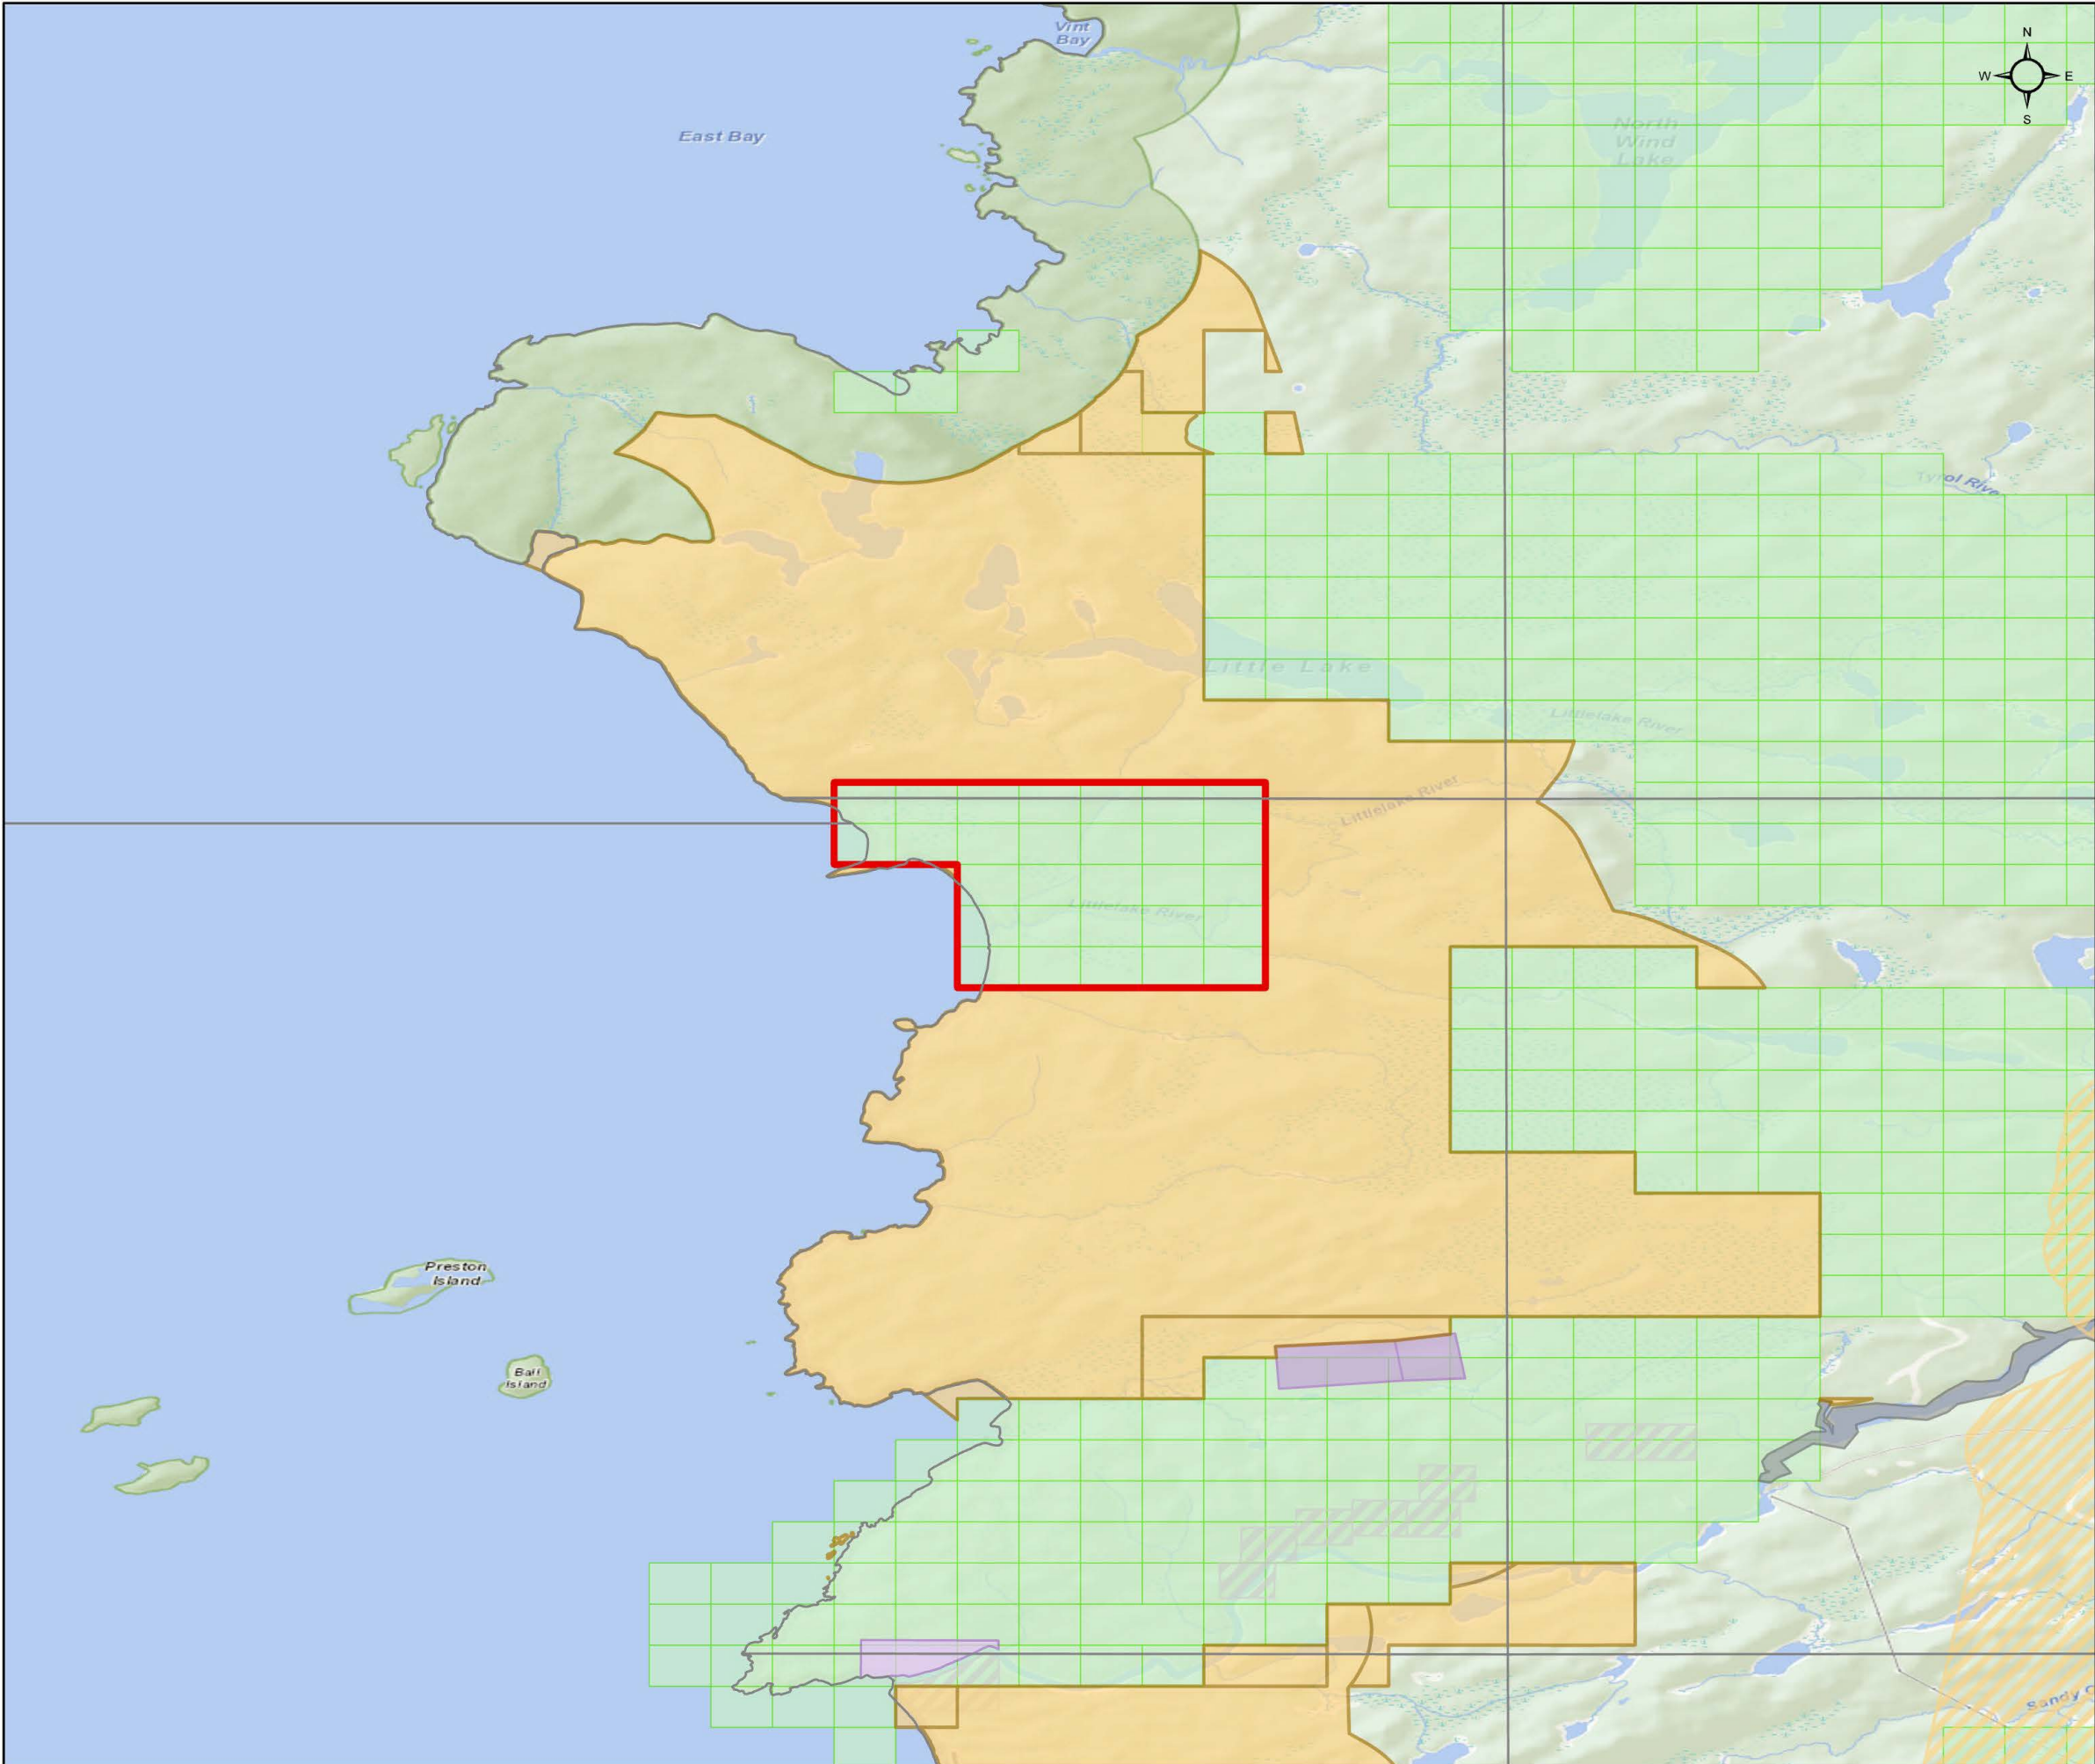 Vint
Bay
N
W E
S
East Bay
North
Wind
Lake
Tyrol Rive
Little Lake
Littlelake River
Littlelake River
Littlelake River
Preston
Island
Ball
Island
Sandy C